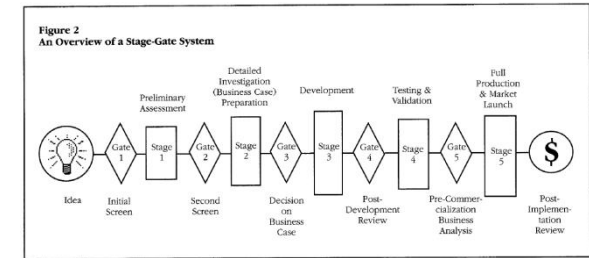 Figure 2
An Overview of a Stage-Gate System
Preliminary
Assessment
Detailed
Investigation
(Business Case)
Preparation
Development
Testing &
Validation
Full
Production
& Market
Launch
Gate
1
Stage
1
Gate
2
Stage
2
Gate
3
Stage
3
Gate
4
Stage
4
Gate
5
Stage
5
$
Idea
Initial
Screen
Second
Screen
Decision
on
Business
Case
Post-
Development
Review
Pre-Commer-
cialization
Business
Analysis
Post-
Implemen-
tation
Review